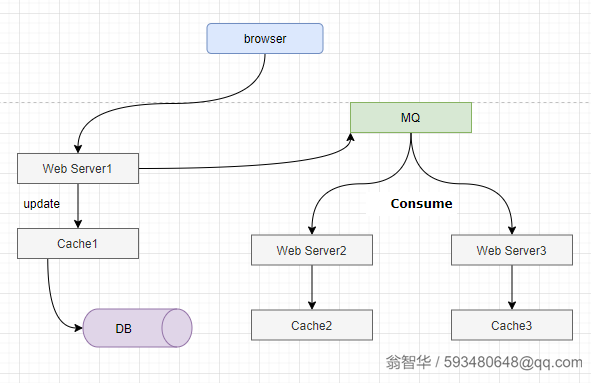 browser
MQ
Web Server1
update
Consume
Cache1
Web Server2
Web Server3
DB
Cache2
Cache3
翁智华 / 593480648@qq.com